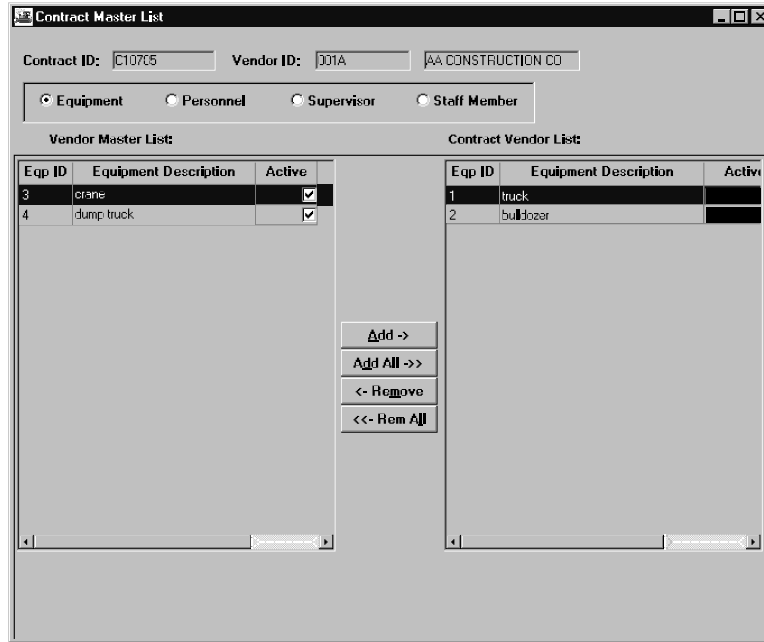 Contract Master List
Contract ID: C10705 Vendor ID: 001A AA CONSTRUCTION CO
Equipment Personnel Supervisor Staff Member
Vendor Master List: Contract Vendor List:
Eqp ID Equipment Description Active Eqp ID Equipment Description Active
3 crane 1 truck
4 dump truck 2 bulldozer
Add ->
Add All ->>
<- Remove
<<- Rem All